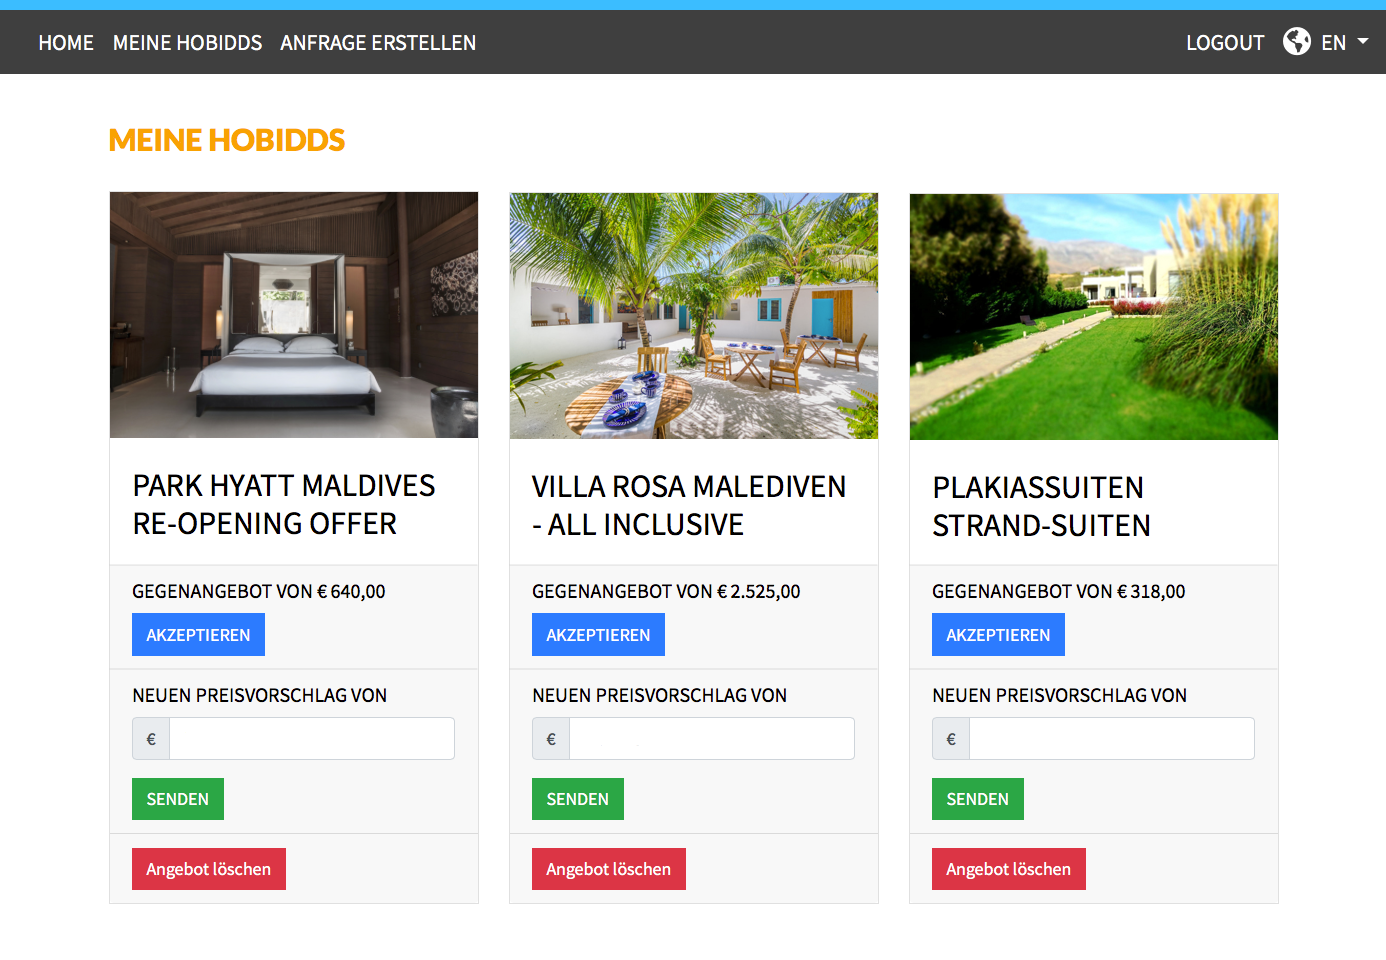 HOME MEINE HOBIDDS ANFRAGE ERSTELLEN LOGOUT EN
MEINE HOBIDDS
PARK HYATT MALDIVES
RE-OPENING OFFER
GEGENANGEBOT VON € 640,00
AKZEPTIEREN
NEUEN PREISVORSCHLAG VON
€
SENDEN
Angebot löschen
VILLA ROSA MALEDIVEN
- ALL INCLUSIVE
GEGENANGEBOT VON € 2.525,00
AKZEPTIEREN
NEUEN PREISVORSCHLAG VON
€
SENDEN
Angebot löschen
PLAKIASSUITEN
STRAND-SUITEN
GEGENANGEBOT VON € 318,00
AKZEPTIEREN
NEUEN PREISVORSCHLAG VON
€
SENDEN
Angebot löschen